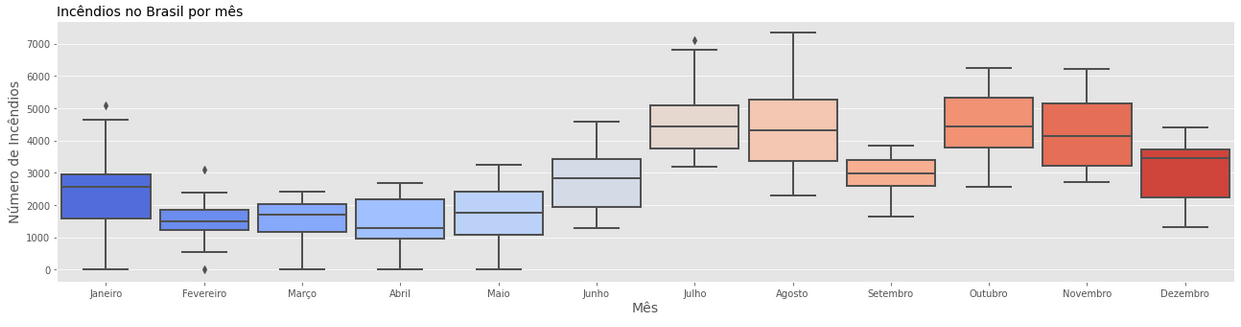 Incêndios no Brasil por mês
Número de Incêndios
7000
6000
5000
4000
3000
2000
1000
0
Janeiro Fevereiro Março Abril Maio Junho Julho Agosto Setembro Outubro Novembro Dezembro
Mês